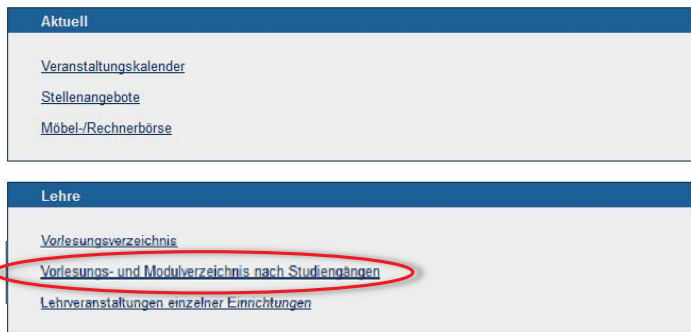 Aktuell
Veranstaltungskalender
Stellenangebote
Möbel-/Rechnerbörse
Lehre
Vorlesungsverzeichnis
Vorlesungs- und Modulverzeichnis nach Studiengängen
Lehrveranstaltungen einzelner Einrichtungen